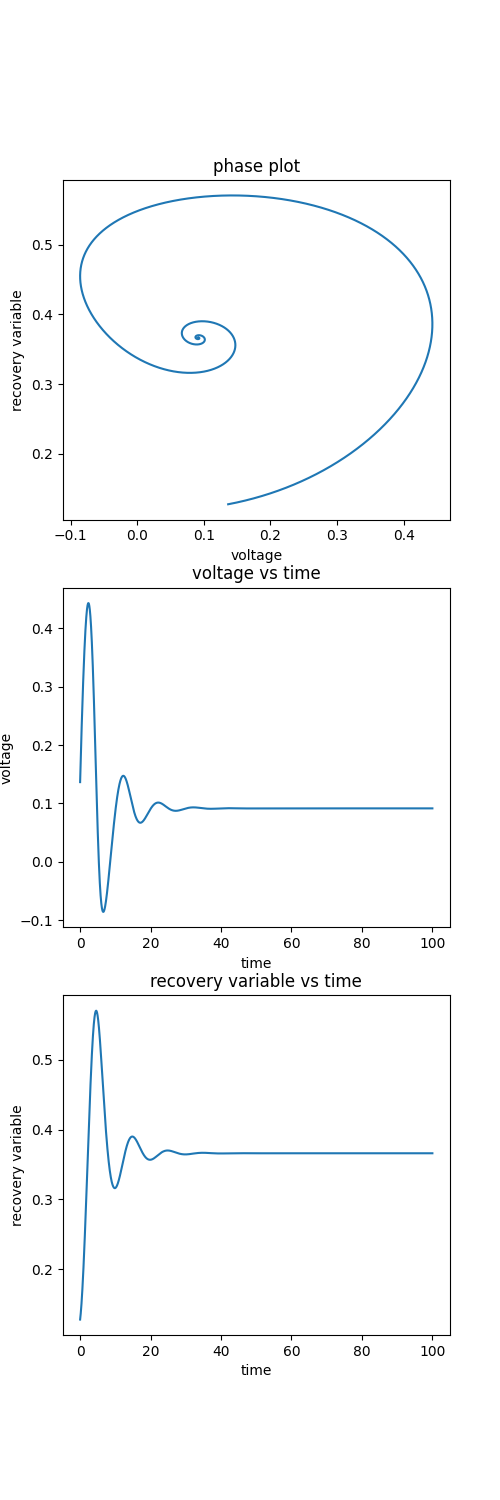 phase plot
recovery variable
0.5
0.4
0.3
0.2
−0.1 0.0 0.1 0.2 0.3 0.4
voltage
voltage vs time
voltage
0.4
0.3
0.2
0.1
0.0
−0.1
0 20 40 60 80 100
time
recovery variable vs time
recovery variable
0.5
0.4
0.3
0.2
0 20 40 60 80 100
time